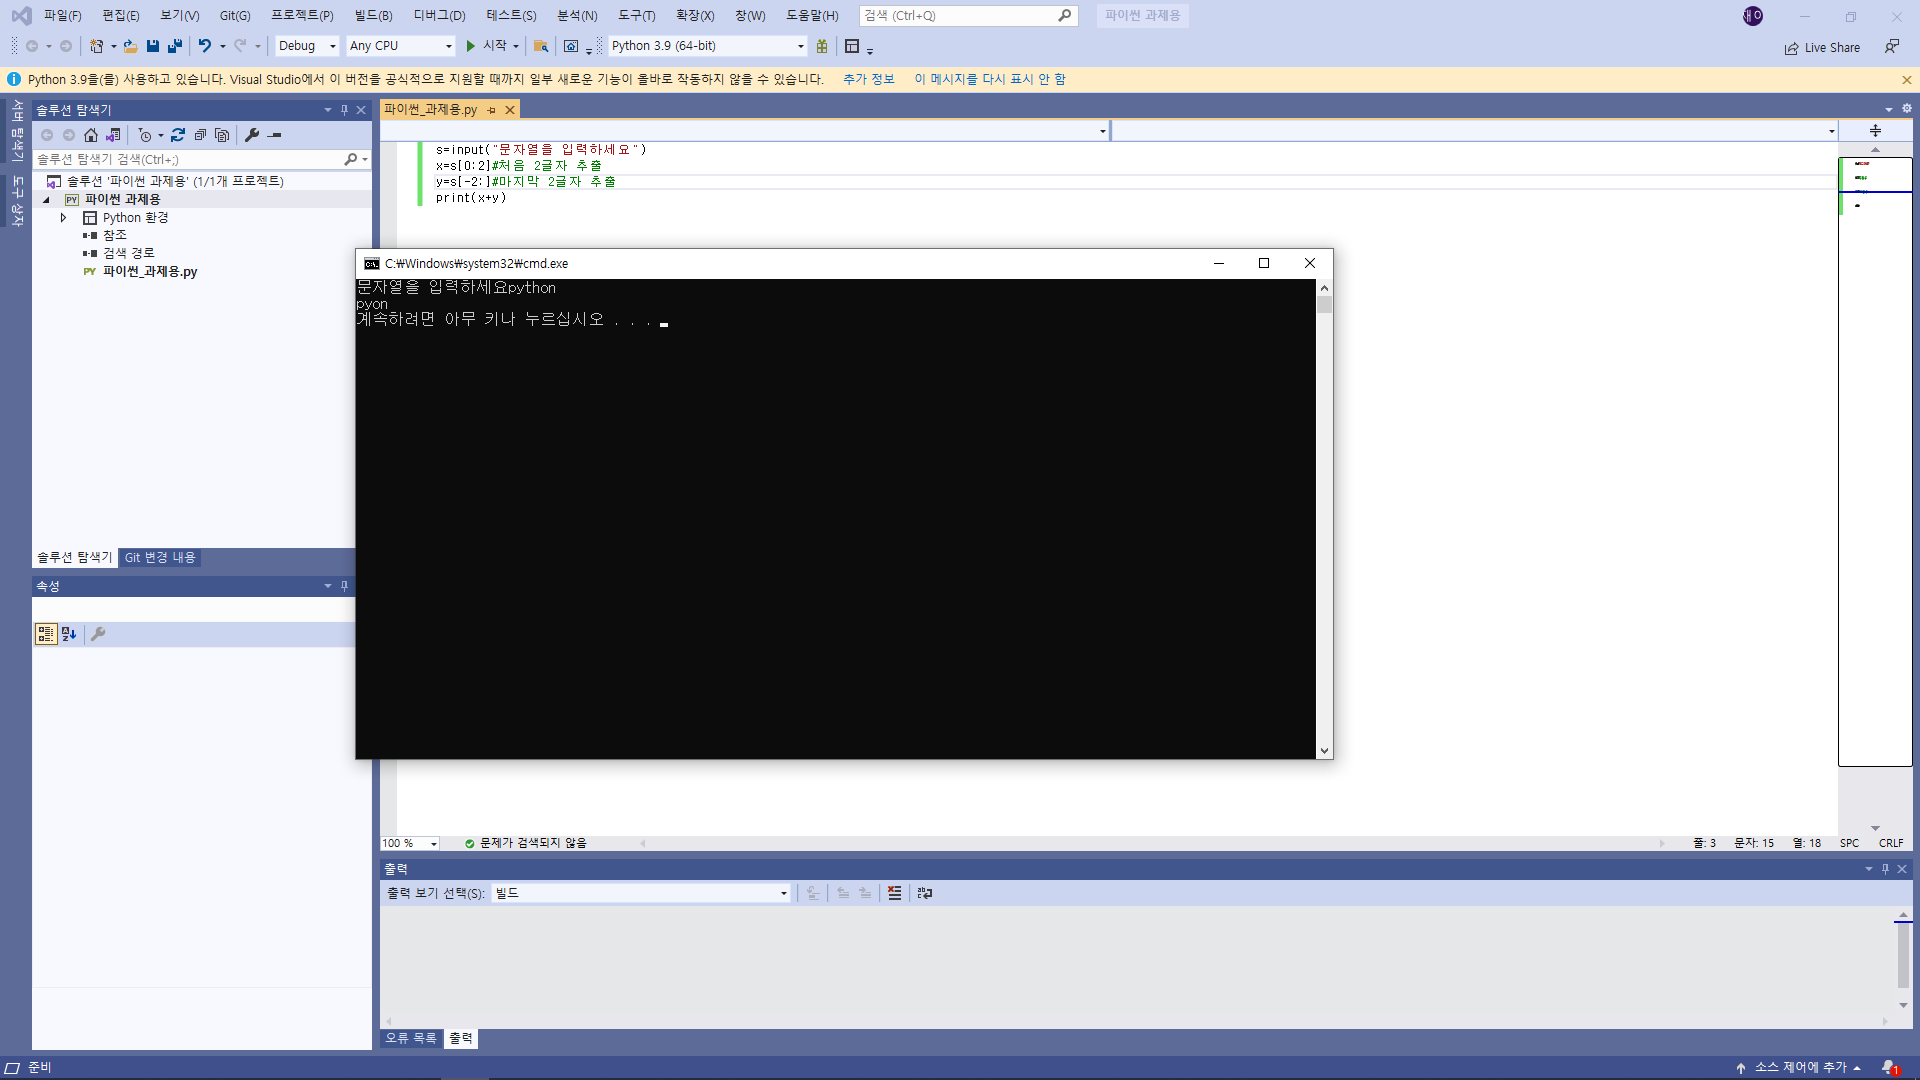 파일(F) 편집(E) 보기(V) Git(G) 프로젝트(P) 빌드(B) 디버그(D) 테스트(S) 분석(N) 도구(T) 확장(X) 창(W) 도움말(H) 검색 (Ctrl+Q) 파이썬 과제용
Debug Any CPU 시작 Python 3.9 (64-bit) Live Share
Python 3.9을(를) 사용하고 있습니다. Visual Studio에서 이 버전을 공식적으로 지원할 때까지 일부 새로운 기능이 올바로 작동하지 않을 수 있습니다. 추가 정보 이 메시지를 다시 표시 안 함
서버 탐색기
도구 상자
솔루션 탐색기
솔루션 탐색기 검색(Ctrl+;)
솔루션 '파이썬 과제용' (1/1개 프로젝트)
PY 파이썬 과제용
Python 환경
참조
검색 경로
PY 파이썬_과제용.py
솔루션 탐색기 Git 변경 내용
속성
파이썬_과제용.py
s=input("문자열을 입력하세요")
x=s[0:2]#처음 2글자 추출
y=s[-2:]#마지막 2글자 추출
print(x+y)
C:₩Windows₩system32₩cmd.exe
문자열을 입력하세요python
pyon
계속하려면 아무 키나 누르십시오 . . .
100 % 문제가 검색되지 않음 줄: 3 문자: 15 열: 18 SPC CRLF
출력
출력 보기 선택(S): 빌드
오류 목록 출력
준비 소스 제어에 추가 1